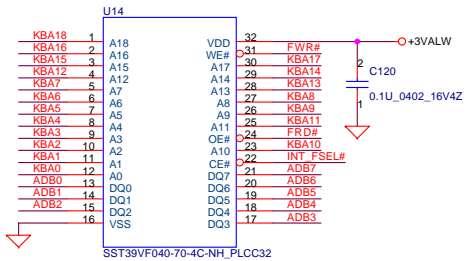 U14
KBA18 1 A18 VDD 32 +3VALW
KBA16 2 A16 WE# 31 FWR#
KBA15 3 A15 A17 30 KBA17
KBA12 4 A12 A14 29 KBA14
KBA7 5 A7 A13 28 KBA13
KBA6 6 A6 A8 27 KBA8
KBA5 7 A5 A9 26 KBA9
KBA4 8 A4 A11 25 KBA11
KBA3 9 A3 OE# 24 FRD#
KBA2 10 A2 A10 23 KBA10
KBA1 11 A1 CE# 22 INT_FSEL#
KBA0 12 A0 DQ7 21 ADB7
ADB0 13 DQ0 DQ6 20 ADB6
ADB1 14 DQ1 DQ5 19 ADB5
ADB2 15 DQ2 DQ4 18 ADB4
16 VSS DQ3 17 ADB3
SST39VF040-70-4C-NH_PLCC32
2
C120
0.1U_0402_16V4Z
1